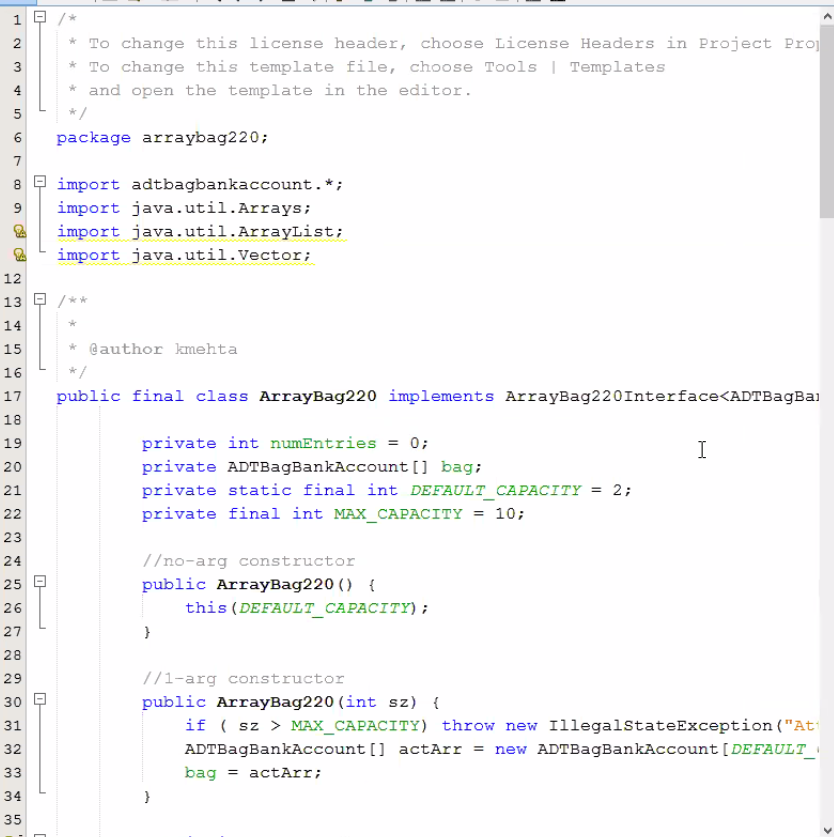 1 /*
2 * To change this license header, choose License Headers in Project
3 * To change this template file, choose Tools | Templates
4 * and open the template in the editor.
5 */
6 package arraybag220;
7
8 import adtbagbankaccount.*;
9 import java.util.Arrays;
import java.util.ArrayList;
import java.util.Vector;
12
13 /**
14 *
15 * @author kmehta
16 */
17 public final class ArrayBag220 implements ArrayBag220Interface<ADTBagBan
18
19 private int numEntries = 0;
20 private ADTBagBankAccount[] bag;
21 private static final int DEFAULT_CAPACITY = 2;
22 private final int MAX_CAPACITY = 10;
23
24 //no-arg constructor
25 public ArrayBag220() {
26 this(DEFAULT_CAPACITY);
27 }
28
29 //1-arg constructor
30 public ArrayBag220(int sz) {
31 if ( sz > MAX_CAPACITY) throw new IllegalStateException("At
32 ADTBagBankAccount[] actArr = new ADTBagBankAccount[DEFAULT_
33 bag = actArr;
34 }
35